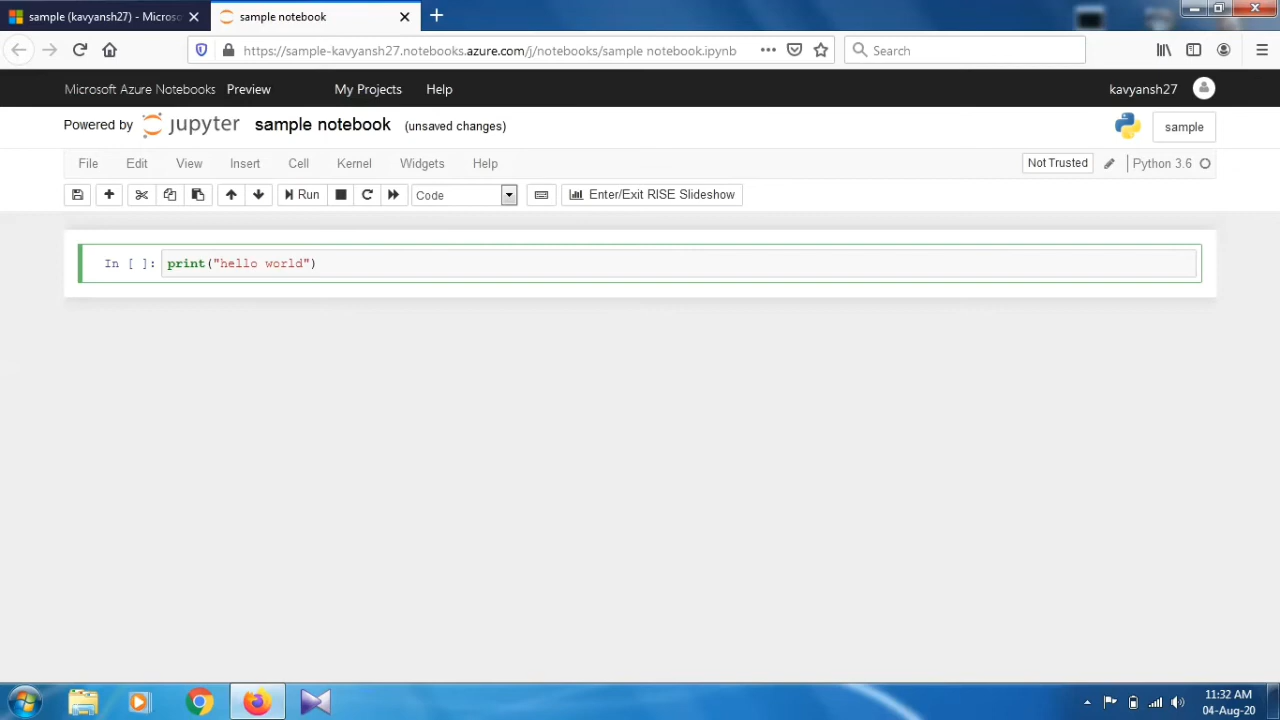 sample (kavyansh27) - Microso
sample notebook
https://sample-kavyansh27.notebooks.azure.com/j/notebooks/sample notebook.ipynb
Search
Microsoft Azure Notebooks Preview My Projects Help kavyansh27
Powered by jupyter sample notebook (unsaved changes) sample
File Edit View Insert Cell Kernel Widgets Help Not Trusted Python 3.6
Run Code Enter/Exit RISE Slideshow
In [ ]: print("hello world")
11:32 AM
04-Aug-20